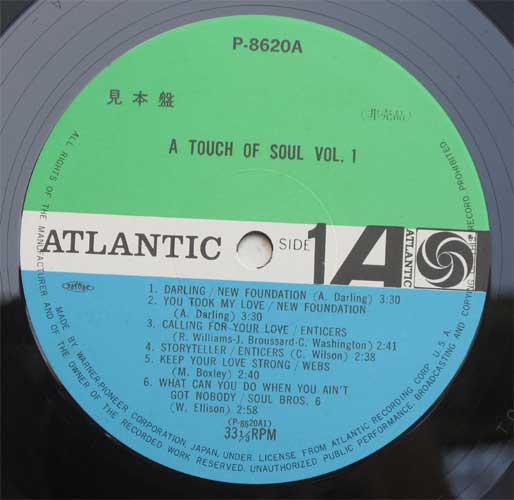 P-8620A
見本盤
(非売品)
A TOUCH OF SOUL VOL. 1
ATLANTIC
SIDE 1A
ATLANTIC
1. DARLING / NEW FOUNDATION (A. Darling) 3:30
2. YOU TOOK MY LOVE / NEW FOUNDATION
(A. Darling) 3:30
3. CALLING FOR YOUR LOVE / ENTICERS
(R. Williams-J. Broussard-C. Washington) 2:41
4. STORYTELLER / ENTICERS (C. Wilson) 2:38
5. KEEP YOUR LOVE STRONG / WEBS
(M. Boxley) 2:40
6. WHAT CAN YOU DO WHEN YOU AIN'T
GOT NOBODY / SOUL BROS. 6
(W. Ellison) 2:58
(P-8620A1)
33⅓RPM
ALL RIGHTS OF THE MANUFACTURER AND OF THE OWNER OF THE RECORDED WORK RESERVED. UNAUTHORIZED PUBLIC PERFORMANCE, BROADCASTING AND COPYING OF THIS RECORD PROHIBITED
MADE BY WARNER-PIONEER CORPORATION, JAPAN, UNDER LICENSE FROM ATLANTIC RECORDING CORP. U.S.A.